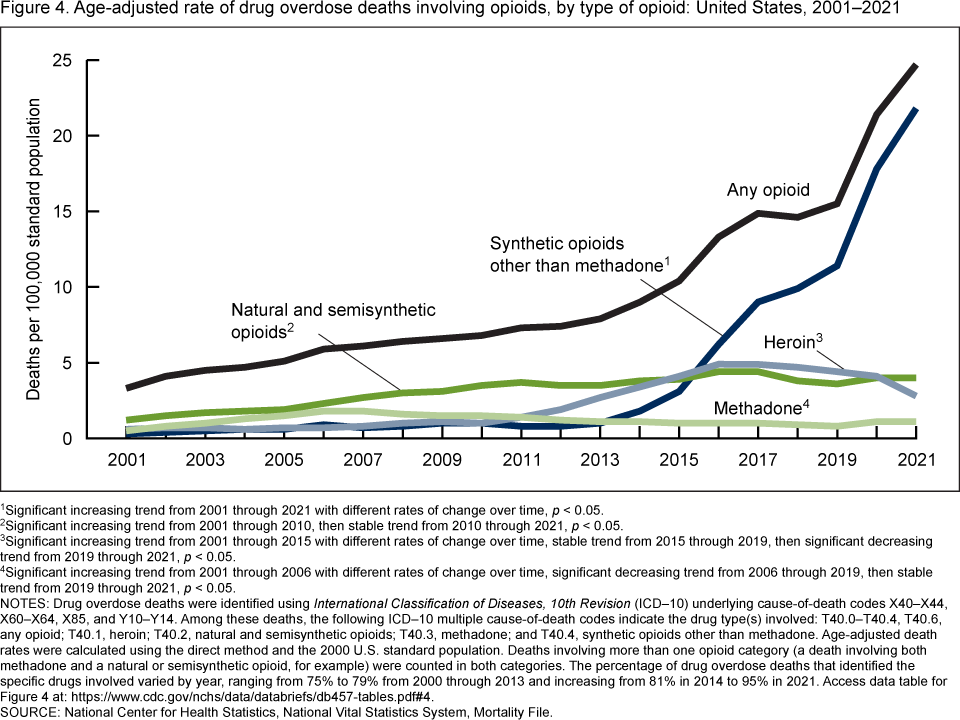 Figure 4. Age-adjusted rate of drug overdose deaths involving opioids, by type of opioid: United States, 2001–2021
25
20
15
10
5
0
Deaths per 100,000 standard population
Any opioid
Synthetic opioids
other than methadone1
Natural and semisynthetic
opioids2
Heroin3
Methadone4
2001 2003 2005 2007 2009 2011 2013 2015 2017 2019 2021
1Significant increasing trend from 2001 through 2021 with different rates of change over time, p < 0.05.
2Significant increasing trend from 2001 through 2010, then stable trend from 2010 through 2021, p < 0.05.
3Significant increasing trend from 2001 through 2015 with different rates of change over time, stable trend from 2015 through 2019, then significant decreasing
trend from 2019 through 2021, p < 0.05.
4Significant increasing trend from 2001 through 2006 with different rates of change over time, significant decreasing trend from 2006 through 2019, then stable
trend from 2019 through 2021, p < 0.05.
NOTES: Drug overdose deaths were identified using International Classification of Diseases, 10th Revision (ICD–10) underlying cause-of-death codes X40–X44,
X60–X64, X85, and Y10–Y14. Among these deaths, the following ICD–10 multiple cause-of-death codes indicate the drug type(s) involved: T40.0–T40.4, T40.6,
any opioid; T40.1, heroin; T40.2, natural and semisynthetic opioids; T40.3, methadone; and T40.4, synthetic opioids other than methadone. Age-adjusted death
rates were calculated using the direct method and the 2000 U.S. standard population. Deaths involving more than one opioid category (a death involving both
methadone and a natural or semisynthetic opioid, for example) were counted in both categories. The percentage of drug overdose deaths that identified the
specific drugs involved varied by year, ranging from 75% to 79% from 2000 through 2013 and increasing from 81% in 2014 to 95% in 2021. Access data table for
Figure 4 at: https://www.cdc.gov/nchs/data/databriefs/db457-tables.pdf#4.
SOURCE: National Center for Health Statistics, National Vital Statistics System, Mortality File.